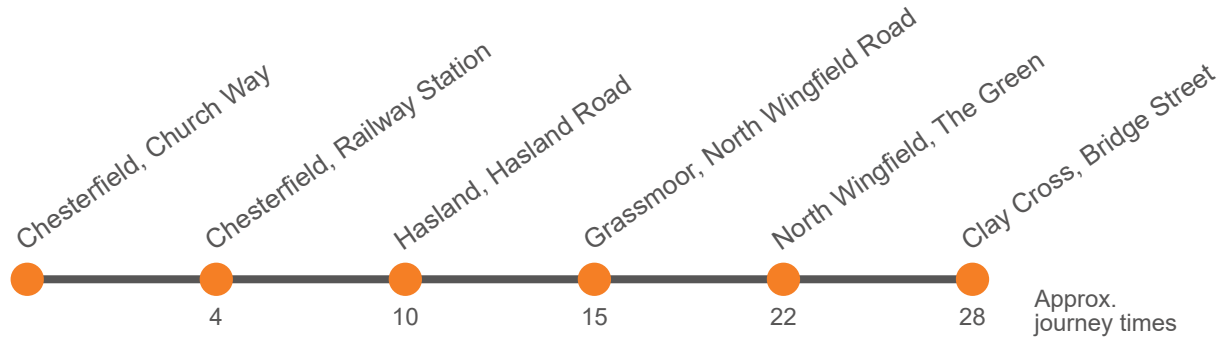 Chesterfield, Church Way
Chesterfield, Railway Station
Hasland, Hasland Road
Grassmoor, North Wingfield Road
North Wingfield, The Green
Clay Cross, Bridge Street
4
10
15
22
28
Approx.
journey times